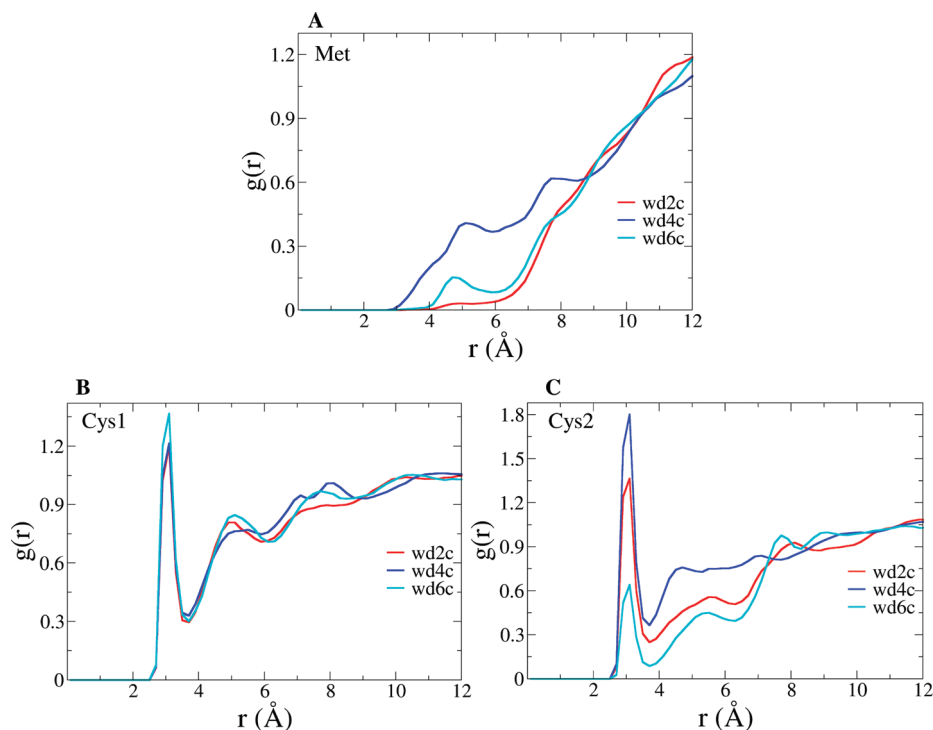 A
Met
1.2
0.9
0.6
0.3
0
g(r)
wd2c
wd4c
wd6c
2 4 6 8 10 12
r (Å)
B
Cys1
1.2
0.9
0.6
0.3
0
g(r)
wd2c
wd4c
wd6c
2 4 6 8 10 12
r (Å)
C
Cys2
1.8
1.5
1.2
0.9
0.6
0.3
0
g(r)
wd2c
wd4c
wd6c
2 4 6 8 10 12
r (Å)